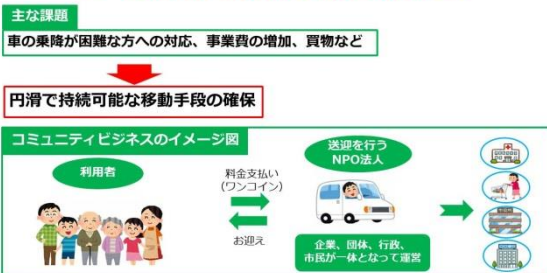 主な課題
車の乗降が困難な方への対応、事業費の増加、買物など
円滑で持続可能な移動手段の確保
コミュニティビジネスのイメージ図
利用者
料金支払い
(ワンコイン)
お迎え
送迎を行う
NPO法人
企業、団体、行政、
市民が一体となって運営